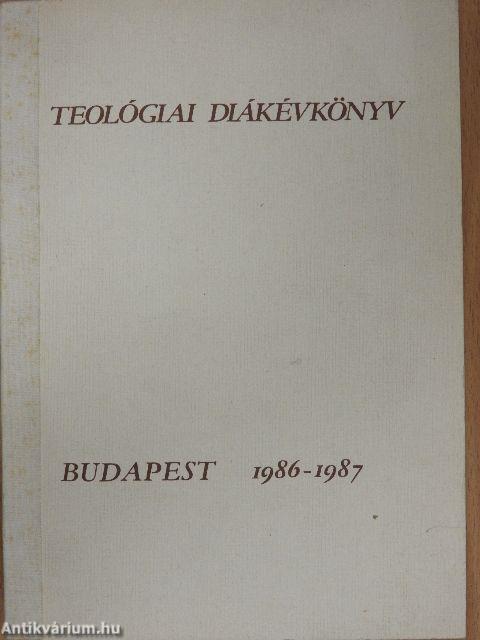 TEOLÓGIAI DIÁKÉVKÖNYV
BUDAPEST 1986-1987
Antikvárium.hu